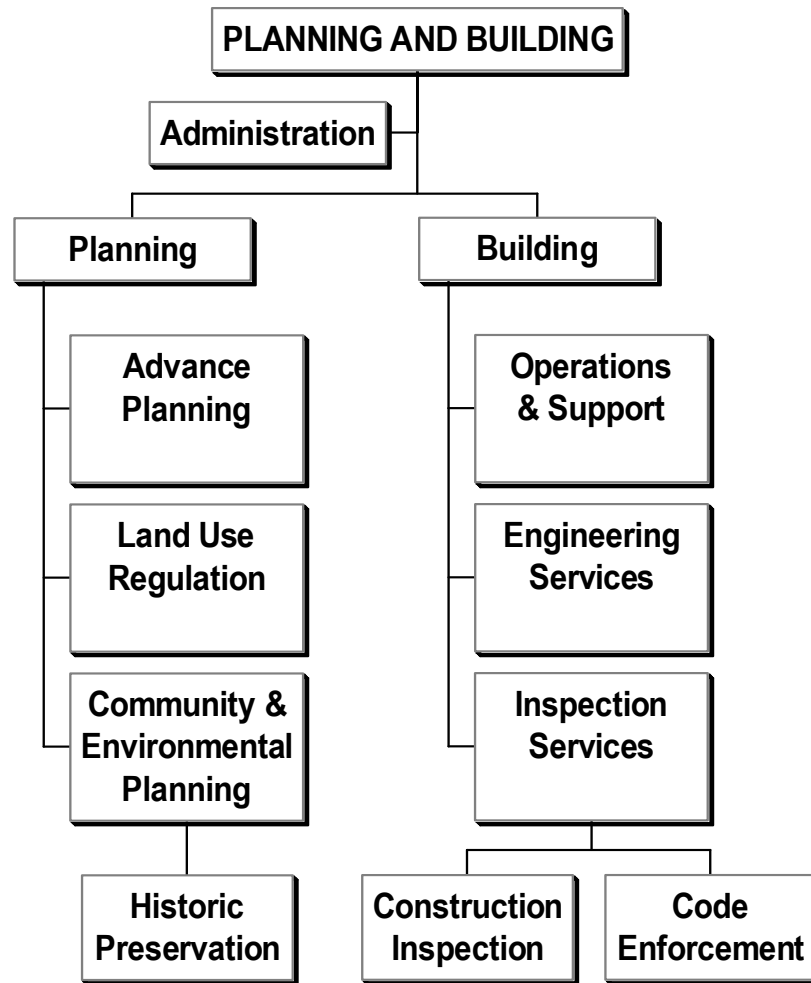 PLANNING AND BUILDING
Administration
Planning
Building
Advance
Planning
Operations
& Support
Land Use
Regulation
Engineering
Services
Community &
Environmental
Planning
Inspection
Services
Historic
Preservation
Construction
Inspection
Code
Enforcement